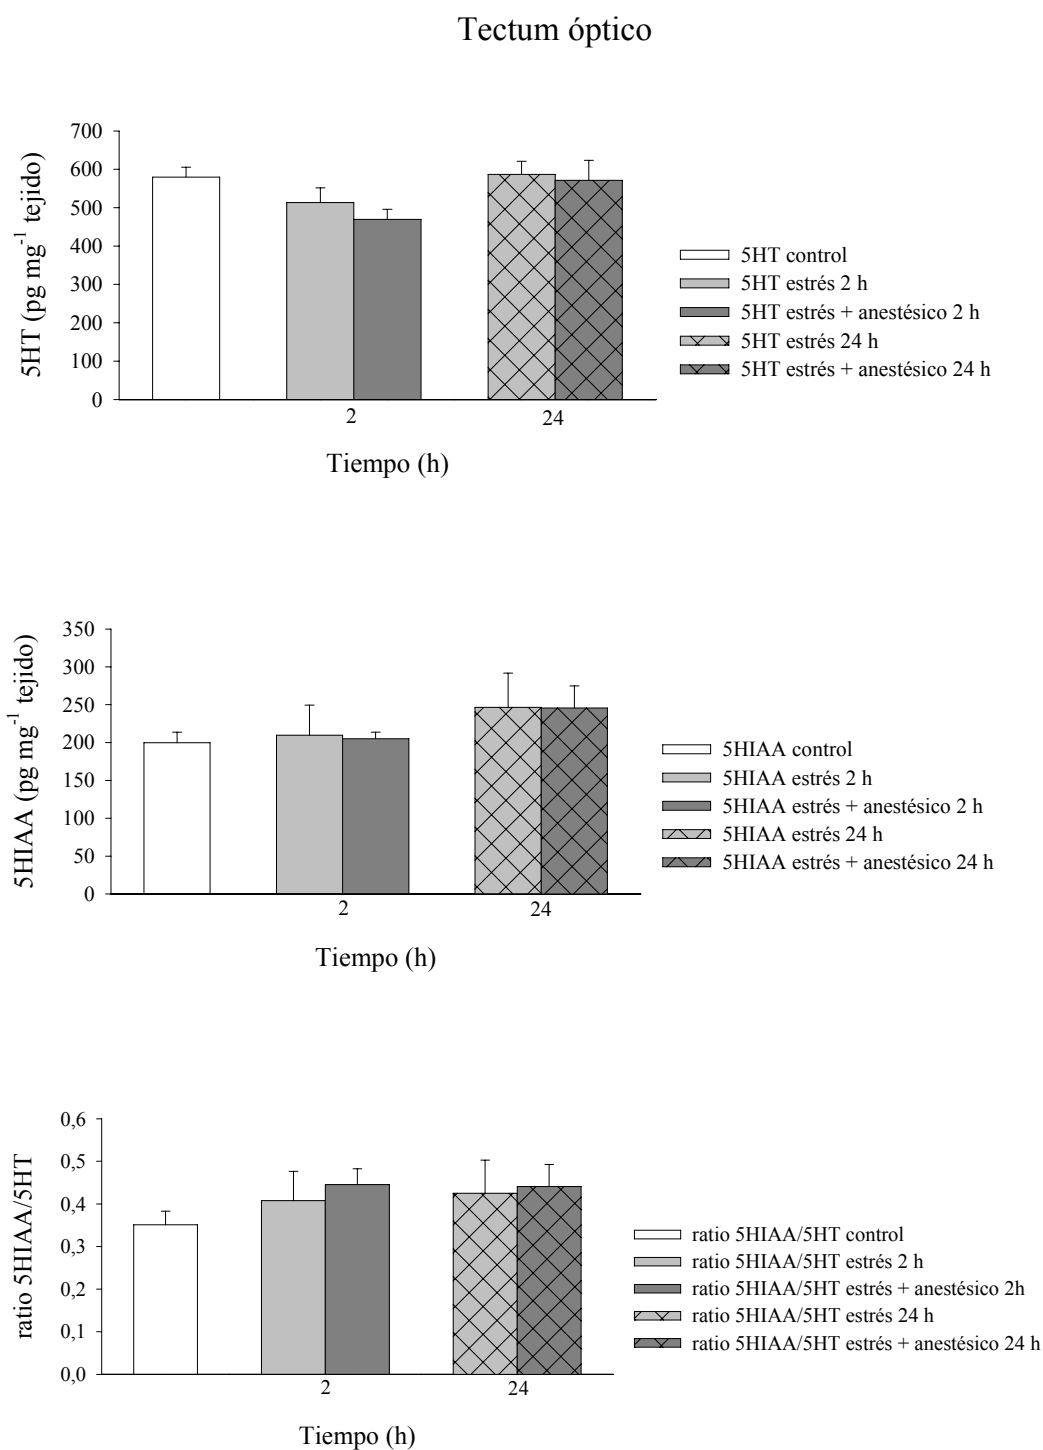 Tectum óptico
5HT (pg mg-1 tejido)
700
600
500
400
300
200
100
0
2
24
Tiempo (h)
5HT control
5HT estrés 2 h
5HT estrés + anestésico 2 h
5HT estrés 24 h
5HT estrés + anestésico 24 h
5HIAA (pg mg-1 tejido)
350
300
250
200
150
100
50
0
2
24
Tiempo (h)
5HIAA control
5HIAA estrés 2 h
5HIAA estrés + anestésico 2 h
5HIAA estrés 24 h
5HIAA estrés + anestésico 24 h
ratio 5HIAA/5HT
0,6
0,5
0,4
0,3
0,2
0,1
0,0
2
24
Tiempo (h)
ratio 5HIAA/5HT control
ratio 5HIAA/5HT estrés 2 h
ratio 5HIAA/5HT estrés + anestésico 2h
ratio 5HIAA/5HT estrés 24 h
ratio 5HIAA/5HT estrés + anestésico 24 h